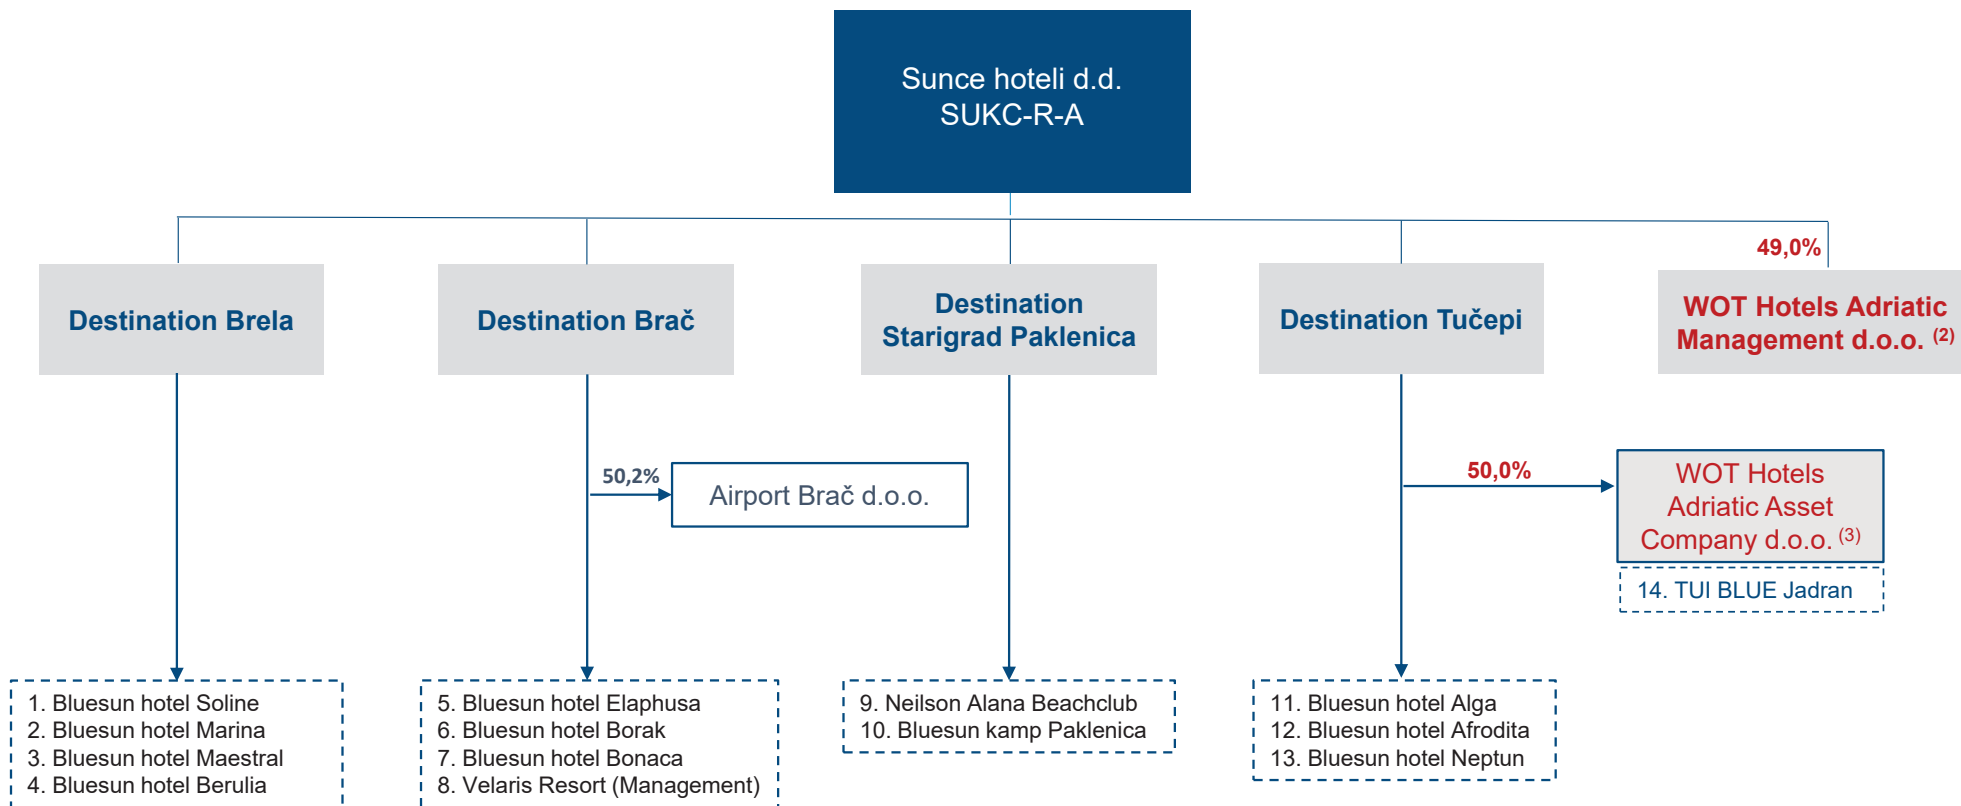 Sunce hoteli d.d.
SUKC-R-A
49,0%
Destination Brela
Destination Brač
Destination
Starigrad Paklenica
Destination Tučepi
WOT Hotels Adriatic
Management d.o.o. (2)
50,2%
Airport Brač d.o.o.
50,0%
WOT Hotels
Adriatic Asset
Company d.o.o. (3)
14. TUI BLUE Jadran
1. Bluesun hotel Soline
2. Bluesun hotel Marina
3. Bluesun hotel Maestral
4. Bluesun hotel Berulia
5. Bluesun hotel Elaphusa
6. Bluesun hotel Borak
7. Bluesun hotel Bonaca
8. Velaris Resort (Management)
9. Neilson Alana Beachclub
10. Bluesun kamp Paklenica
11. Bluesun hotel Alga
12. Bluesun hotel Afrodita
13. Bluesun hotel Neptun